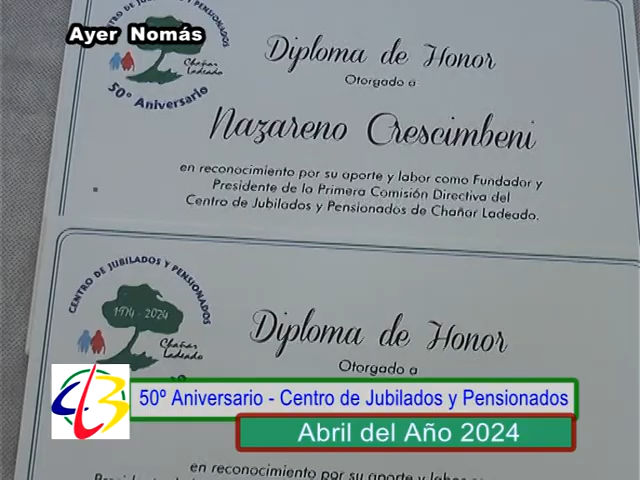 Ayer Nomás
CENTRO DE JUBILADOS Y PENSIONADOS
Chañar
Ladeado
50º Aniversario
Diploma de Honor
Otorgado a
Nazareno Crescimbeni
en reconocimiento por su aporte y labor como Fundador y
Presidente de la Primera Comisión Directiva del
Centro de Jubilados y Pensionados de Chañar Ladeado.
CENTRO DE JUBILADOS Y PENSIONADOS
1974 - 2024
Chañar
Ladeado
Diploma de Honor
Otorgado a
50º Aniversario - Centro de Jubilados y Pensionados
Abril del Año 2024
en reconocimiento por su aporte y labor